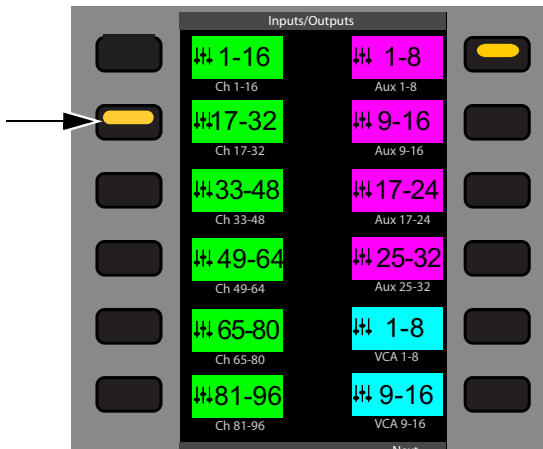 Inputs/Outputs
1-16
1-8
Ch 1-16
Aux 1-8
17-32
9-16
Ch 17-32
Aux 9-16
33-48
17-24
Ch 33-48
Aux 17-24
49-64
25-32
Ch 49-64
Aux 25-32
65-80
1-8
Ch 65-80
VCA 1-8
81-96
9-16
Ch 81-96
VCA 9-16